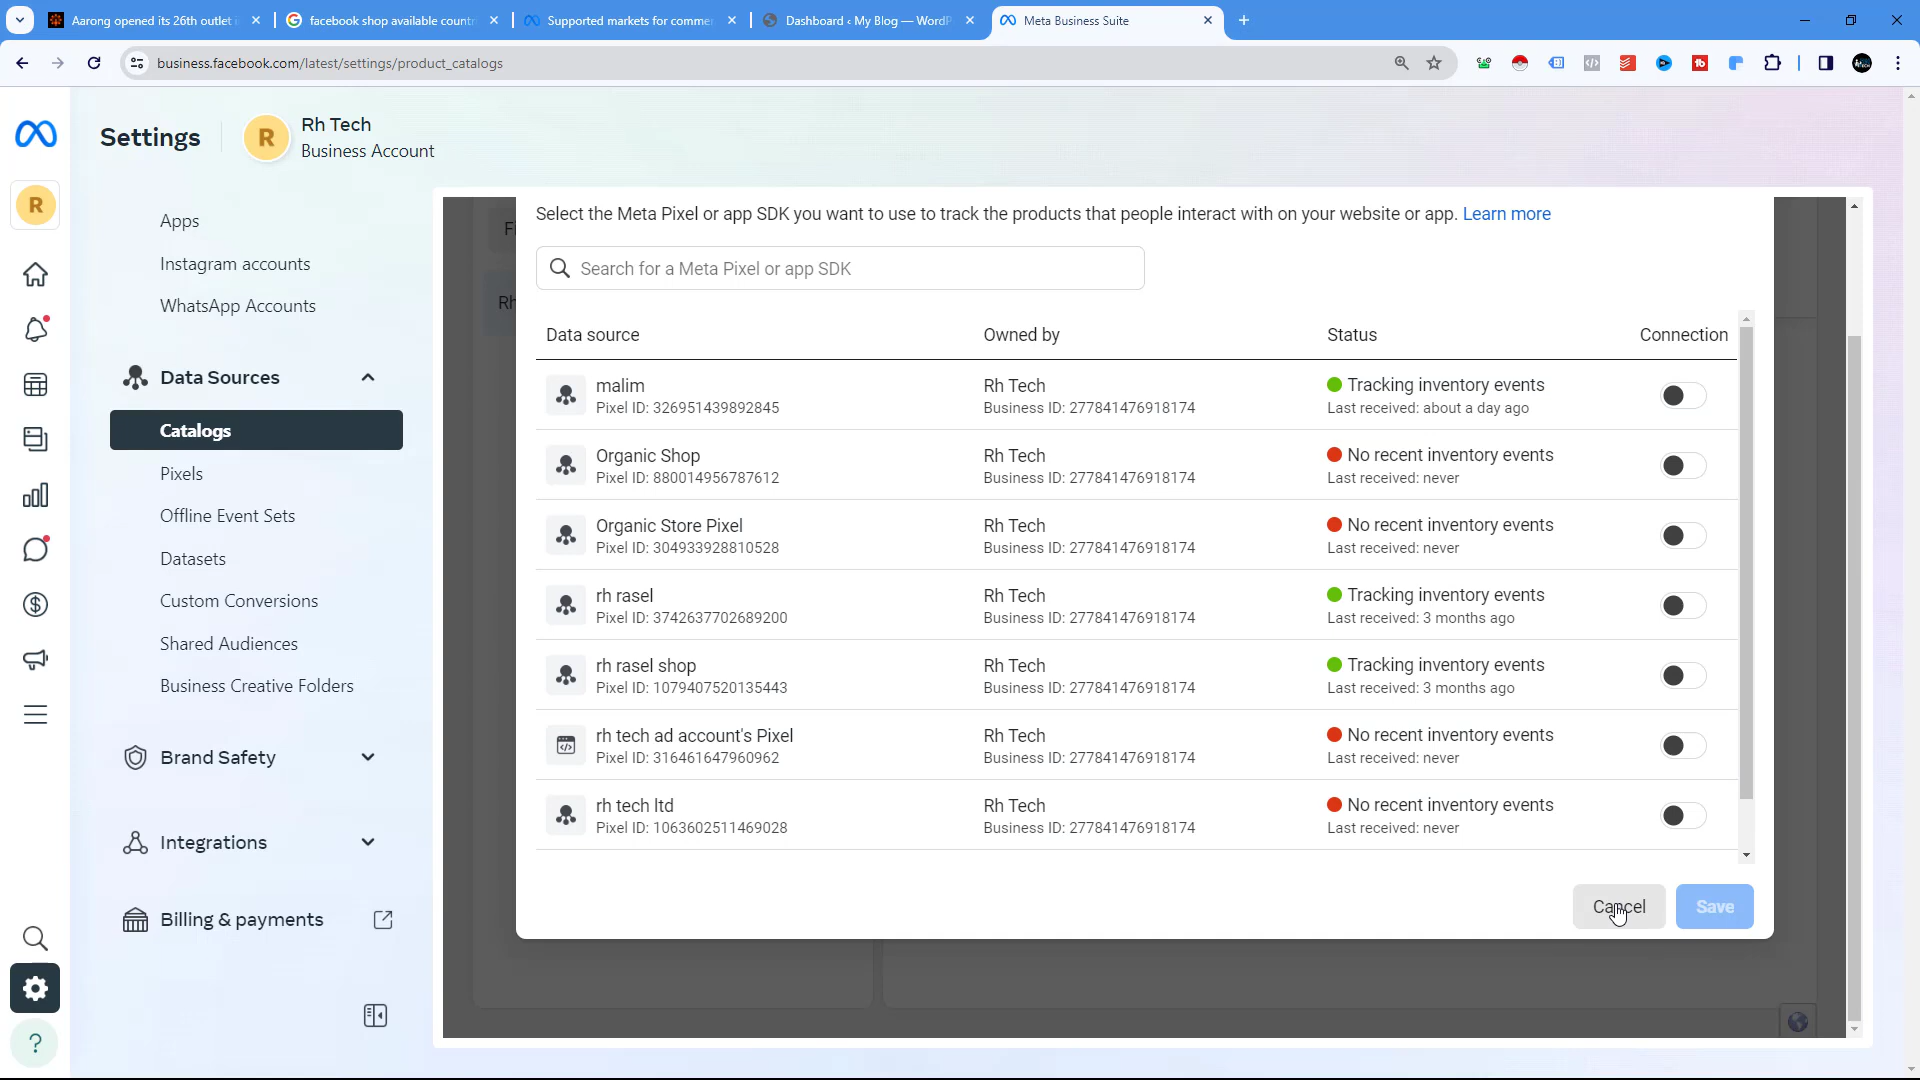 Aarong opened its 26th outlet i
facebook shop available countr
Supported markets for commer
Dashboard ‹ My Blog — WordP
Meta Business Suite
business.facebook.com/latest/settings/product_catalogs
Settings
R
Rh Tech
Business Account
R
Apps
Instagram accounts
WhatsApp Accounts
Data Sources
Catalogs
Pixels
Offline Event Sets
Datasets
Custom Conversions
Shared Audiences
Business Creative Folders
Brand Safety
Integrations
Billing & payments
Fi
Rh
Select the Meta Pixel or app SDK you want to use to track the products that people interact with on your website or app. Learn more
Search for a Meta Pixel or app SDK
Data source Owned by Status Connection
malim Rh Tech Tracking inventory events
Pixel ID: 326951439892845 Business ID: 277841476918174 Last received: about a day ago
Organic Shop Rh Tech No recent inventory events
Pixel ID: 880014956787612 Business ID: 277841476918174 Last received: never
Organic Store Pixel Rh Tech No recent inventory events
Pixel ID: 304933928810528 Business ID: 277841476918174 Last received: never
rh rasel Rh Tech Tracking inventory events
Pixel ID: 3742637702689200 Business ID: 277841476918174 Last received: 3 months ago
rh rasel shop Rh Tech Tracking inventory events
Pixel ID: 1079407520135443 Business ID: 277841476918174 Last received: 3 months ago
rh tech ad account's Pixel Rh Tech No recent inventory events
Pixel ID: 316461647960962 Business ID: 277841476918174 Last received: never
rh tech ltd Rh Tech No recent inventory events
Pixel ID: 1063602511469028 Business ID: 277841476918174 Last received: never
Cancel Save